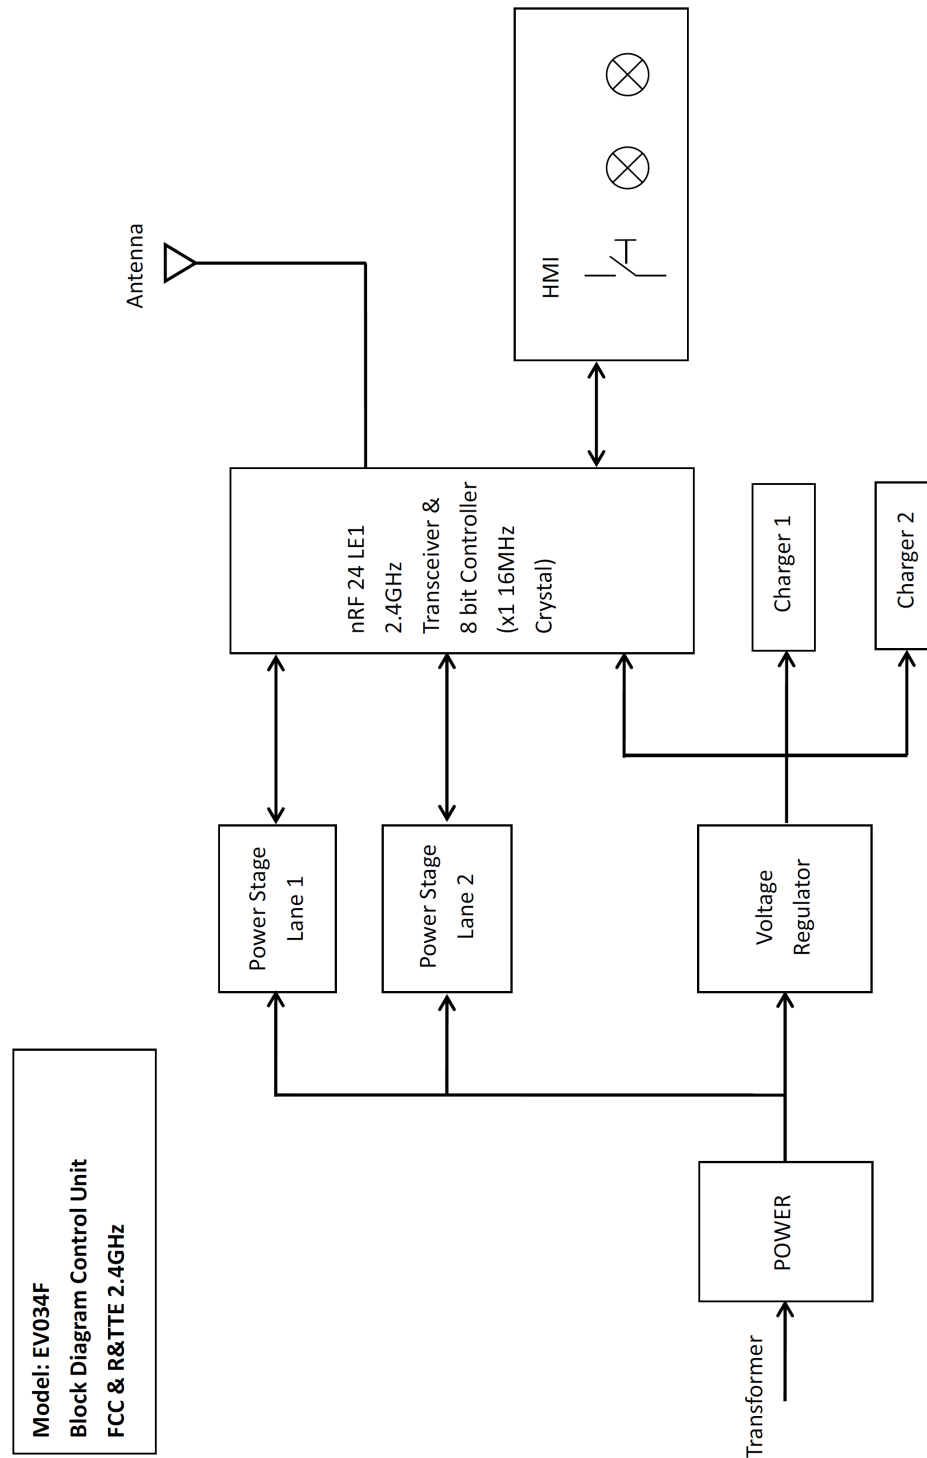 Model: EV034F
Block Diagram Control Unit
FCC & R&TTE 2.4GHz
Antenna
HMI
nRF 24 LE1
2.4GHz
Transceiver &
8 bit Controller
(x1 16MHz
Crystal)
Power Stage
Lane 1
Power Stage
Lane 2
Charger 1
Charger 2
Voltage
Regulator
POWER
Transformer